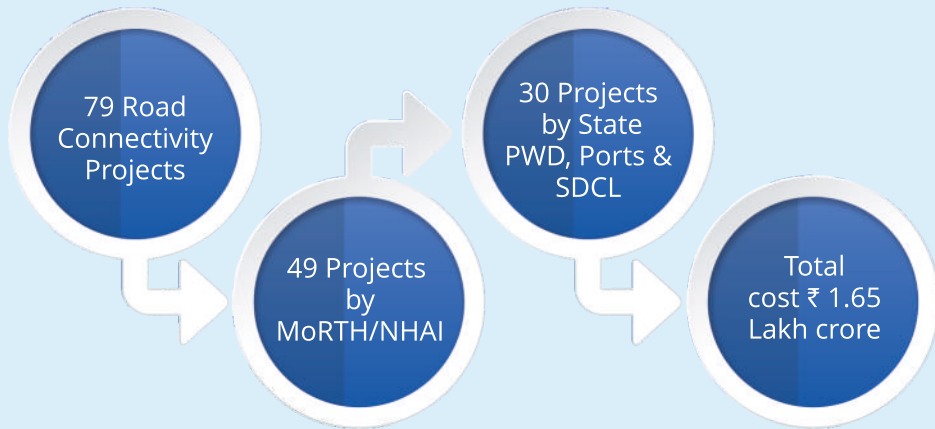 79 Road
Connectivity
Projects
49 Projects
by
MoRTH/NHAI
30 Projects
by State
PWD, Ports &
SDCL
Total
cost ₹ 1.65
Lakh crore